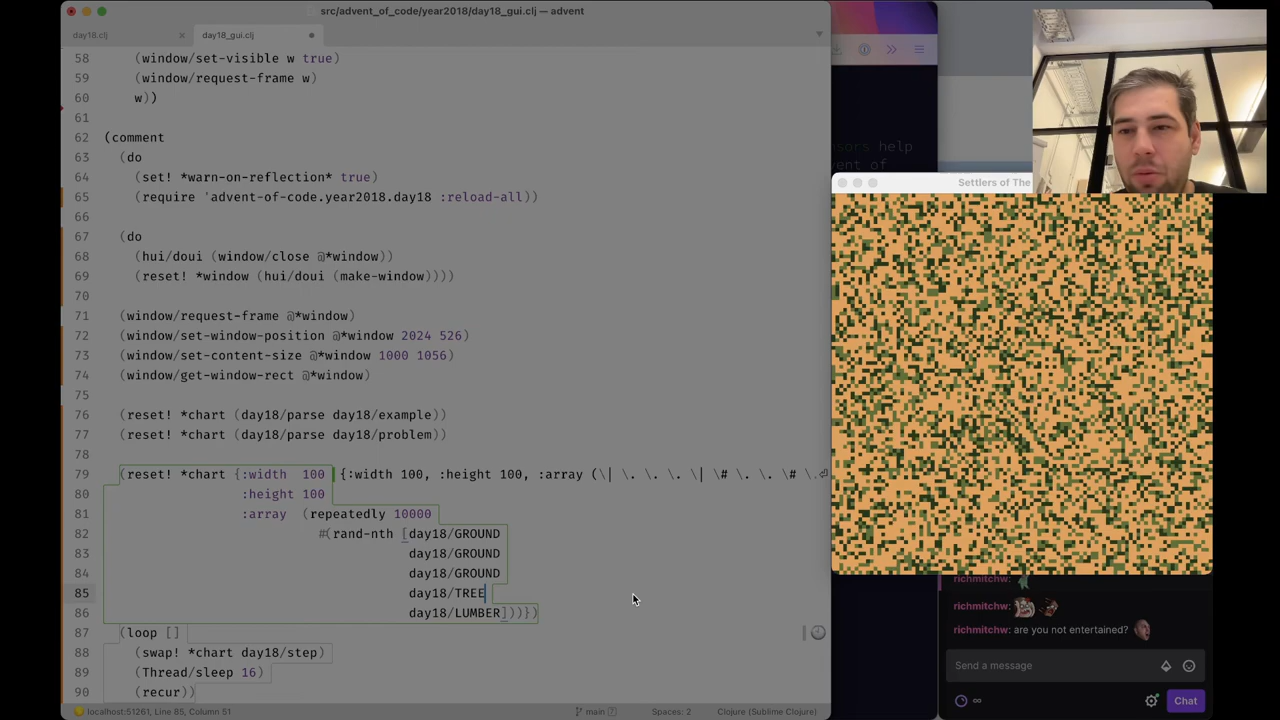 src/advent_of_code/year2018/day18_gui.clj — advent
day18.clj
day18_gui.clj
58 (window/set-visible w true)
59 (window/request-frame w)
60 w))
61
62 (comment
63 (do
64 (set! *warn-on-reflection* true)
65 (require 'advent-of-code.year2018.day18 :reload-all))
66
67 (do
68 (hui/doui (window/close @*window))
69 (reset! *window (hui/doui (make-window))))
70
71 (window/request-frame @*window)
72 (window/set-window-position @*window 2024 526)
73 (window/set-content-size @*window 1000 1056)
74 (window/get-window-rect @*window)
75
76 (reset! *chart (day18/parse day18/example))
77 (reset! *chart (day18/parse day18/problem))
78
79 (reset! *chart {:width 100 {:width 100, :height 100, :array (\| \. \. \. \| \# \. \. \# \.
80 :height 100
81 :array (repeatedly 10000
82 #(rand-nth [day18/GROUND
83 day18/GROUND
84 day18/GROUND
85 day18/TREE
86 day18/LUMBER]))})
87 (loop []
88 (swap! *chart day18/step)
89 (Thread/sleep 16)
90 (recur))
localhost:51261, Line 85, Column 51
main 7
Spaces: 2
Clojure (Sublime Clojure)
help
of
Settlers of The
richmitchw:
richmitchw:
richmitchw: are you not entertained?
Send a message
∞
Chat